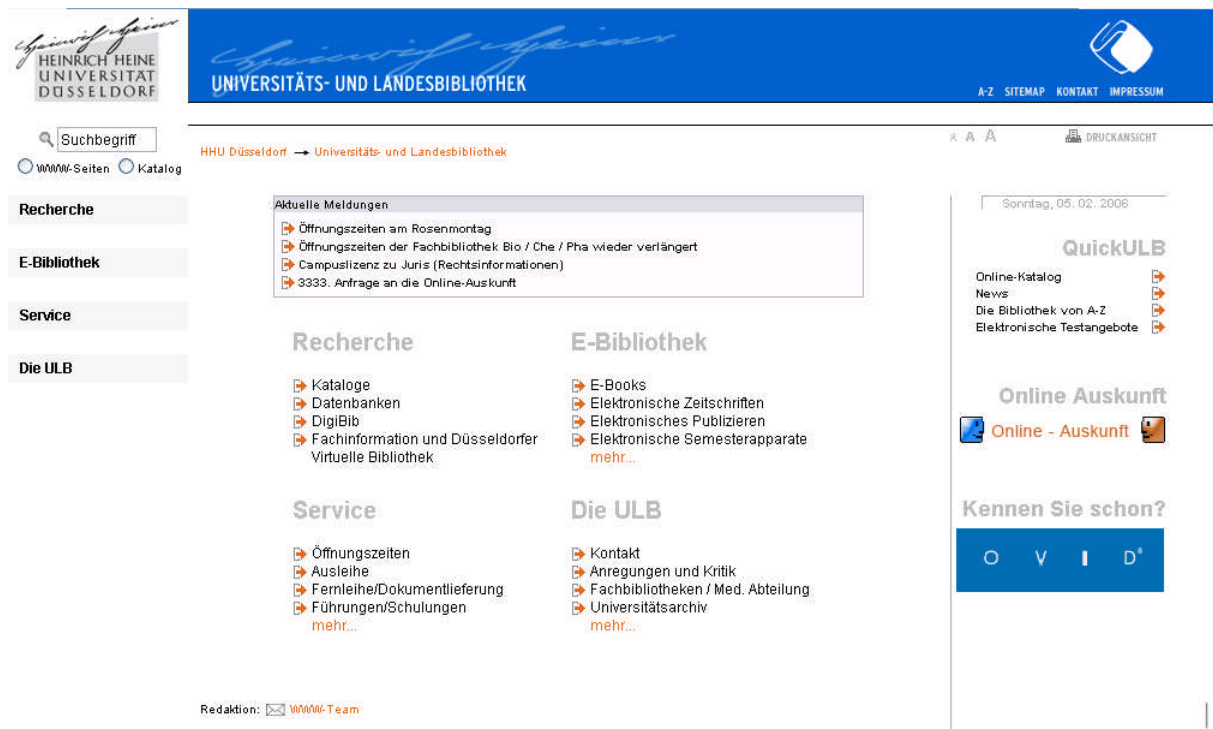 Heinrich Heine
HEINRICH HEINE
UNIVERSITÄT
DÜSSELDORF
Heinrich Heine
UNIVERSITÄTS- UND LANDESBIBLIOTHEK
A-Z SITEMAP KONTAKT IMPRESSUM
Suchbegriff
WWW-Seiten Katalog
HHU Düsseldorf → Universitäts- und Landesbibliothek
A A A DRUCKANSICHT
Recherche
E-Bibliothek
Service
Die ULB
Aktuelle Meldungen
Öffnungszeiten am Rosenmontag
Öffnungszeiten der Fachbibliothek Bio / Che / Pha wieder verlängert
Campuslizenz zu Juris (Rechtsinformationen)
3333. Anfrage an die Online-Auskunft
Recherche
Kataloge
Datenbanken
DigiBib
Fachinformation und Düsseldorfer
Virtuelle Bibliothek
E-Bibliothek
E-Books
Elektronische Zeitschriften
Elektronisches Publizieren
Elektronische Semesterapparate
mehr...
Service
Öffnungszeiten
Ausleihe
Fernleihe/Dokumentlieferung
Führungen/Schulungen
mehr...
Die ULB
Kontakt
Anregungen und Kritik
Fachbibliotheken / Med. Abteilung
Universitätsarchiv
mehr...
Sonntag, 05. 02. 2006
QuickULB
Online-Katalog
News
Die Bibliothek von A-Z
Elektronische Testangebote
Online Auskunft
Online - Auskunft
Kennen Sie schon?
OVID®
Redaktion: WWW-Team